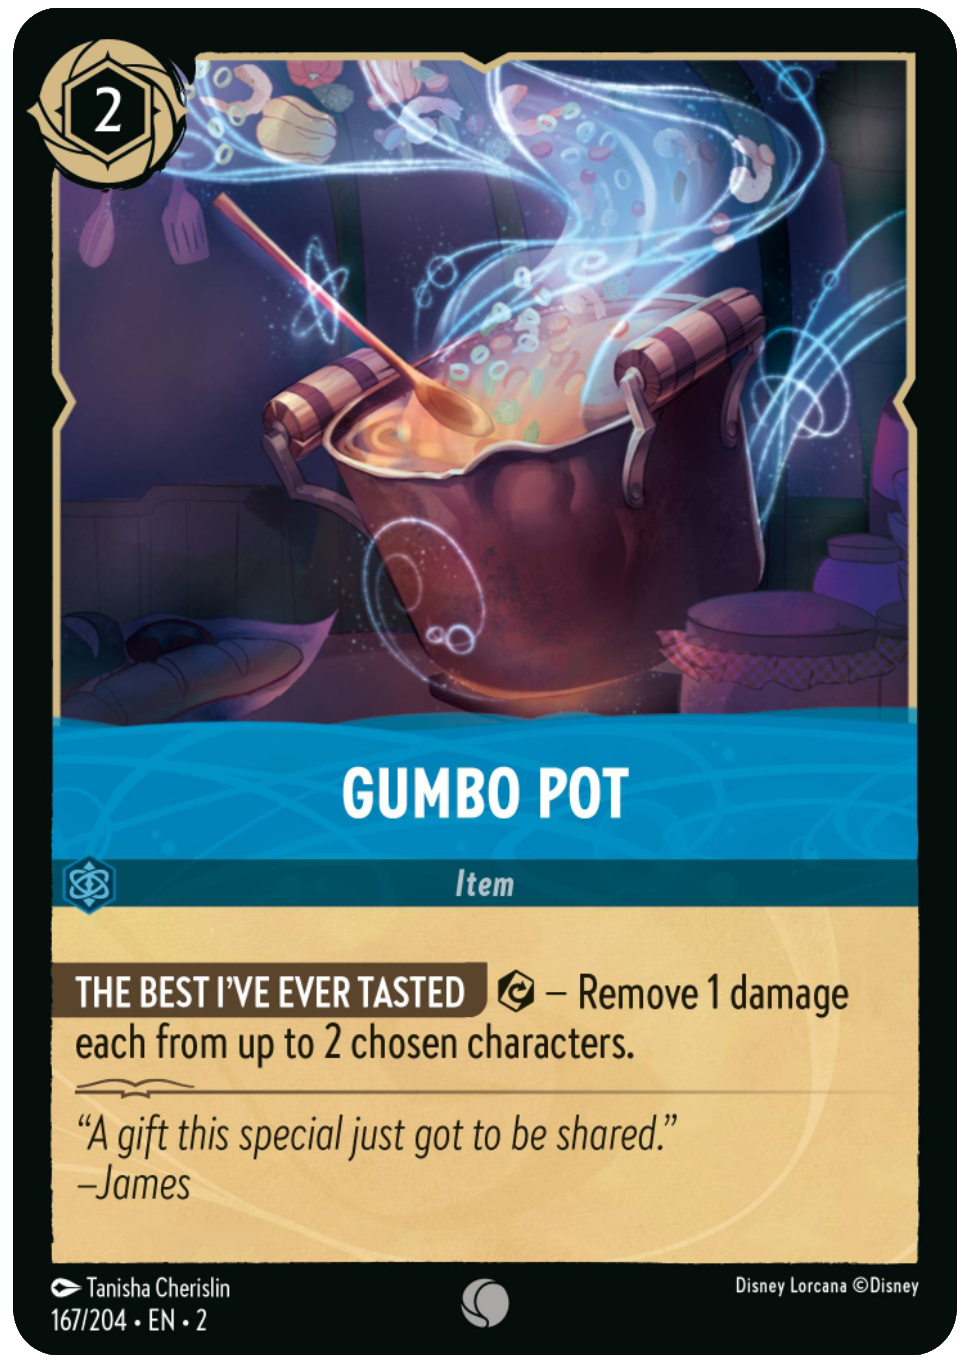 2
GUMBO POT
Item
THE BEST I'VE EVER TASTED – Remove 1 damage
each from up to 2 chosen characters.
“A gift this special just got to be shared.”
–James
Tanisha Cherislin
Disney Lorcana ©Disney
167/204 • EN • 2